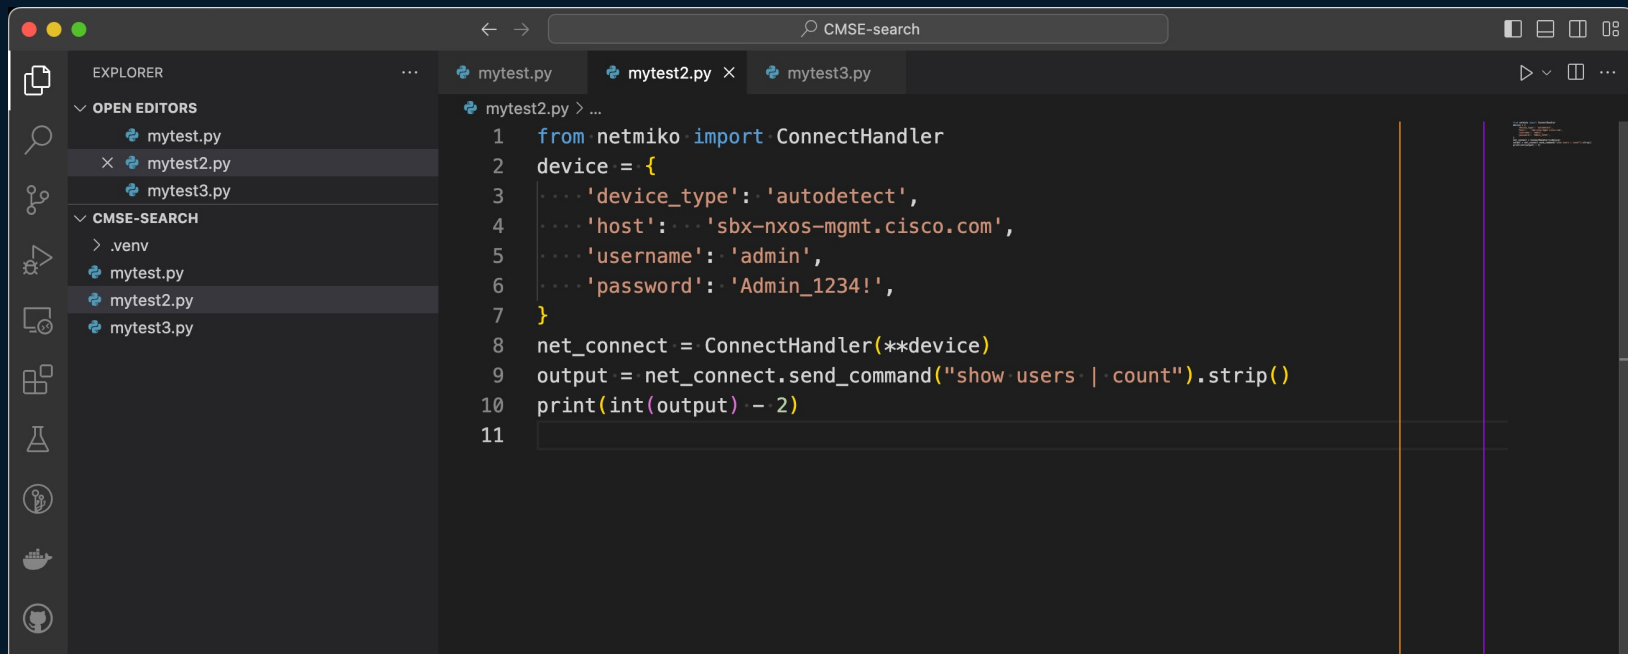 CMSE-search
EXPLORER
OPEN EDITORS
mytest.py
mytest2.py
mytest3.py
CMSE-SEARCH
.venv
mytest.py
mytest2.py
mytest3.py
mytest.py
mytest2.py
mytest3.py
mytest2.py > ...
1 from netmiko import ConnectHandler
2 device = {
3     'device_type': 'autodetect',
4     'host':   'sbx-nxos-mgmt.cisco.com',
5     'username': 'admin',
6     'password': 'Admin_1234!',
7 }
8 net_connect = ConnectHandler(**device)
9 output = net_connect.send_command("show users | count").strip()
10 print(int(output) - 2)
11